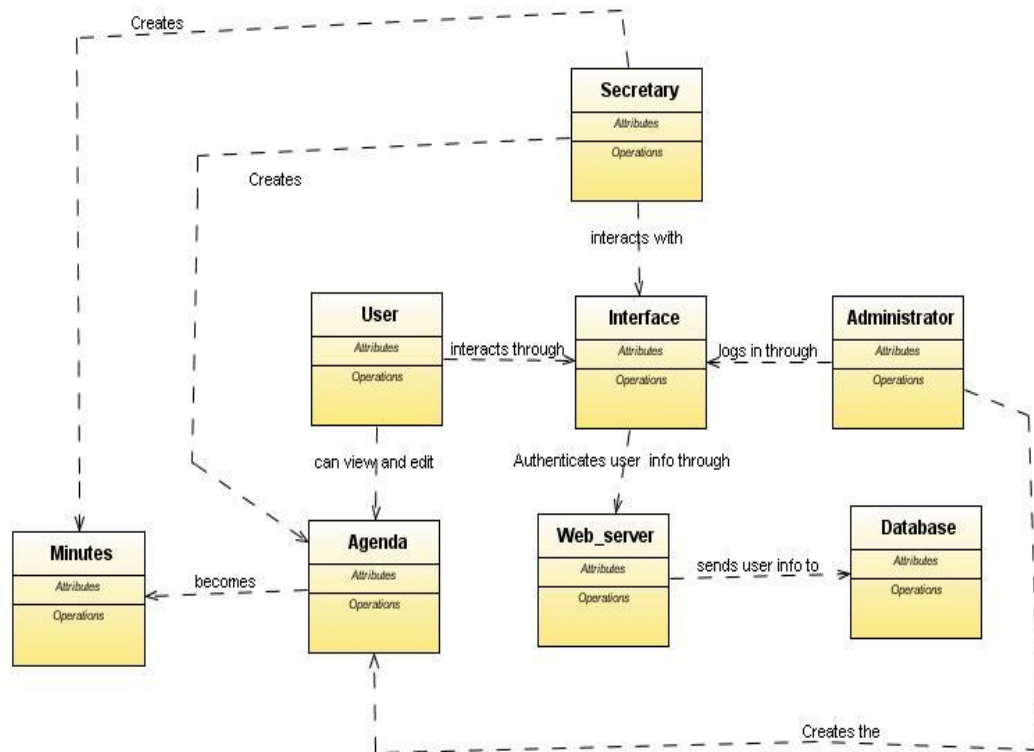 Creates
Secretary
Attributes
Operations
Creates
interacts with
User
Attributes
Operations
interacts through
Interface
Attributes
Operations
logs in through
Administrator
Attributes
Operations
can view and edit
Authenticates user info through
Minutes
Attributes
Operations
becomes
Agenda
Attributes
Operations
Web_server
Attributes
Operations
sends user info to
Database
Attributes
Operations
Creates the